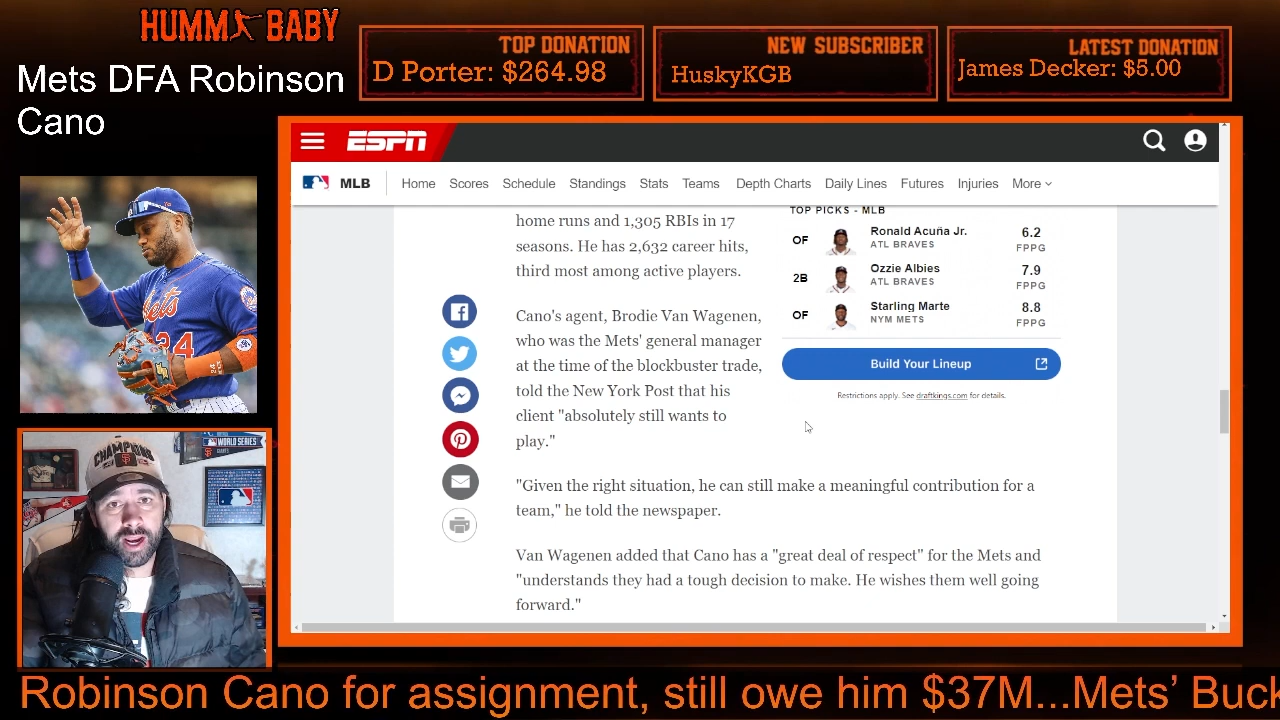 HUMM BABY
Mets DFA Robinson
Cano
TOP DONATION
D Porter: $264.98
NEW SUBSCRIBER
HuskyKGB
LATEST DONATION
James Decker: $5.00
ESPN
MLB Home Scores Schedule Standings Stats Teams Depth Charts Daily Lines Futures Injuries More
home runs and 1,305 RBIs in 17
seasons. He has 2,632 career hits,
third most among active players.
Cano's agent, Brodie Van Wagenen,
who was the Mets' general manager
at the time of the blockbuster trade,
told the New York Post that his
client "absolutely still wants to
play."
"Given the right situation, he can still make a meaningful contribution for a
team," he told the newspaper.
Van Wagenen added that Cano has a "great deal of respect" for the Mets and
"understands they had a tough decision to make. He wishes them well going
forward."
TOP PICKS - MLB
OF Ronald Acuña Jr. 6.2
ATL BRAVES FPPG
2B Ozzie Albies 7.9
ATL BRAVES FPPG
OF Starling Marte 8.8
NYM METS FPPG
Build Your Lineup
Restrictions apply. See draftkings.com for details.
Mets
24
CHAMPIONS
WORLD SERIES
GIANTS
Robinson Cano for assignment, still owe him $37M...Mets' Buck